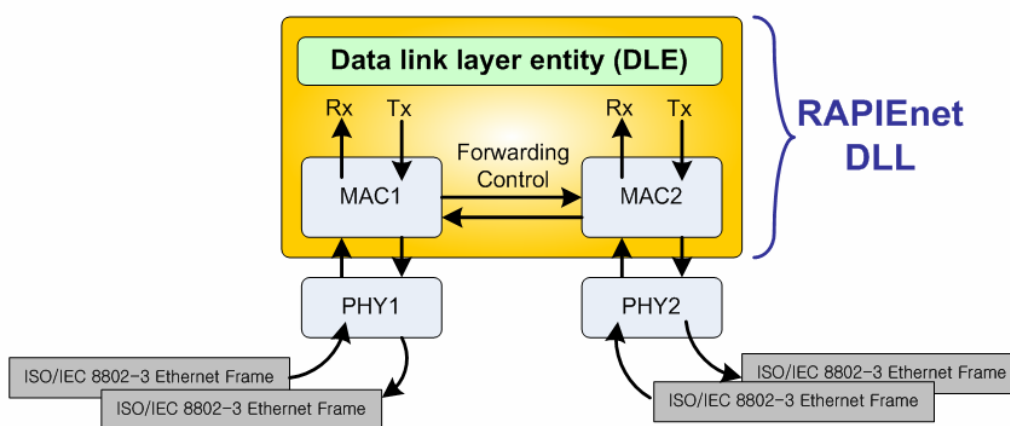 Data link layer entity (DLE)
Rx
Tx
Rx
Tx
RAPIEnet
DLL
Forwarding
Control
MAC1
MAC2
PHY1
PHY2
ISO/IEC 8802-3 Ethernet Frame
ISO/IEC 8802-3 Ethernet Frame
ISO/IEC 8802-3 Ethernet Frame
ISO/IEC 8802-3 Ethernet Frame